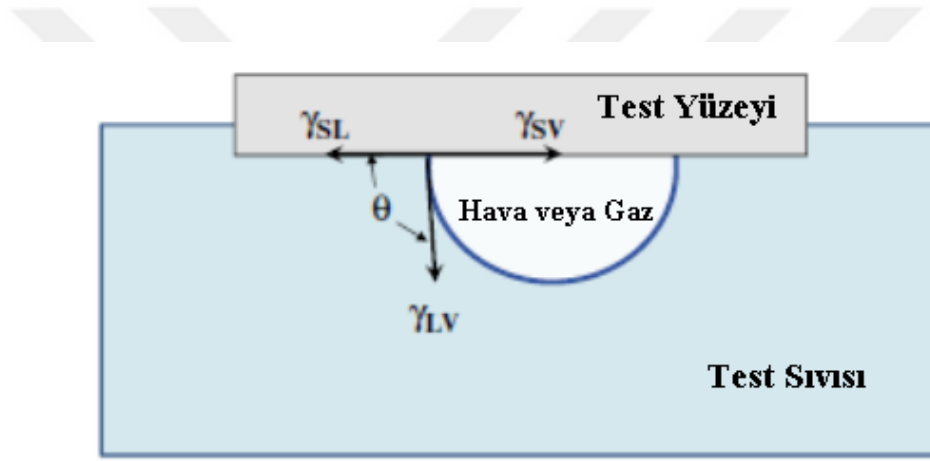 Test Yüzeyi
γSL
γSV
θ
Hava veya Gaz
γLV
Test Sıvısı